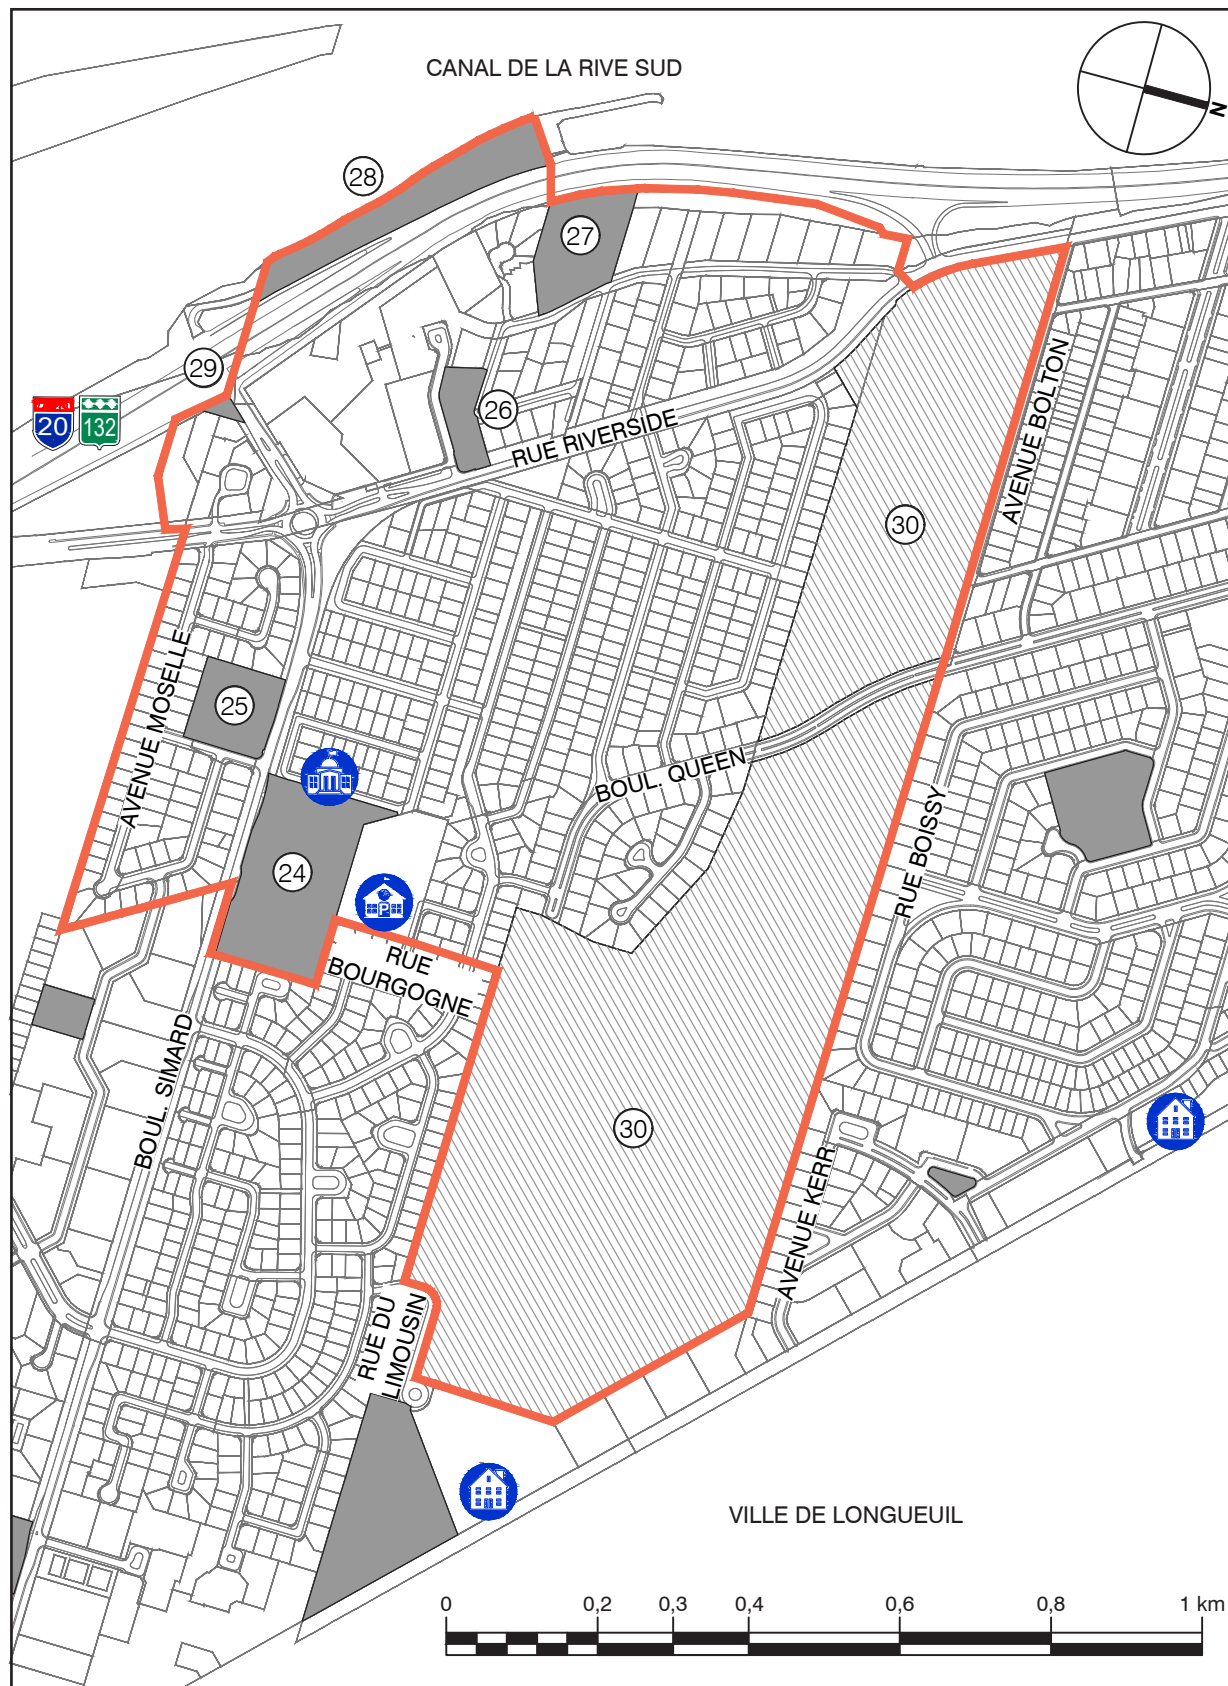 CANAL DE LA RIVE SUD
N
28
27
29
20
132
26
RUE RIVERSIDE
AVENUE BOLTON
30
AVENUE MOSELLE
25
BOUL. QUEEN
RUE BOISSY
24
RUE
BOURGOGNE
BOUL. SIMARD
30
AVENUE KERR
P
RUE DU
LIMOUSIN
VILLE DE LONGUEUIL
0 0,2 0,3 0,4 0,6 0,8 1 km